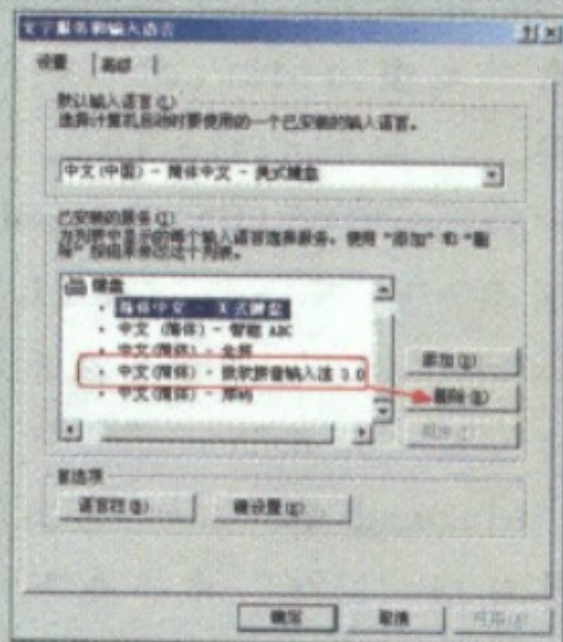 文字服务和输入语言
设置 高级
默认输入语言(L)
选择计算机启动时要使用的一个已安装的输入语言。
中文(中国) - 简体中文 - 美式键盘
已安装的服务(I)
为列表中显示的每个输入语言选择服务。使用“添加”和“删
除”按钮来修改这个列表。
键盘
简体中文 - 美式键盘
中文 (简体) - 智能 ABC
中文(简体) - 全拼
中文(简体) - 微软拼音输入法 3.0
中文(简体) - 郑码
添加(D)
删除(R)
首选项
语言栏(B) 键设置(K)
确定 取消 应用(A)